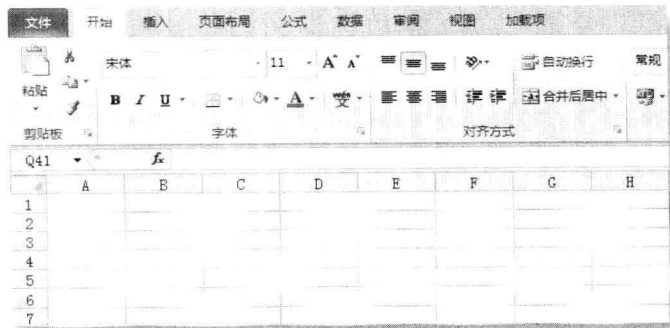 文件 开始 插入 页面布局 公式 数据 审阅 视图 加载项
宋体 11 A A 自动换行 常规
粘贴
B I U A wén 文 合并后居中
剪贴板 字体 对齐方式
Q41 fx
A B C D E F G H
1
2
3
4
5
6
7